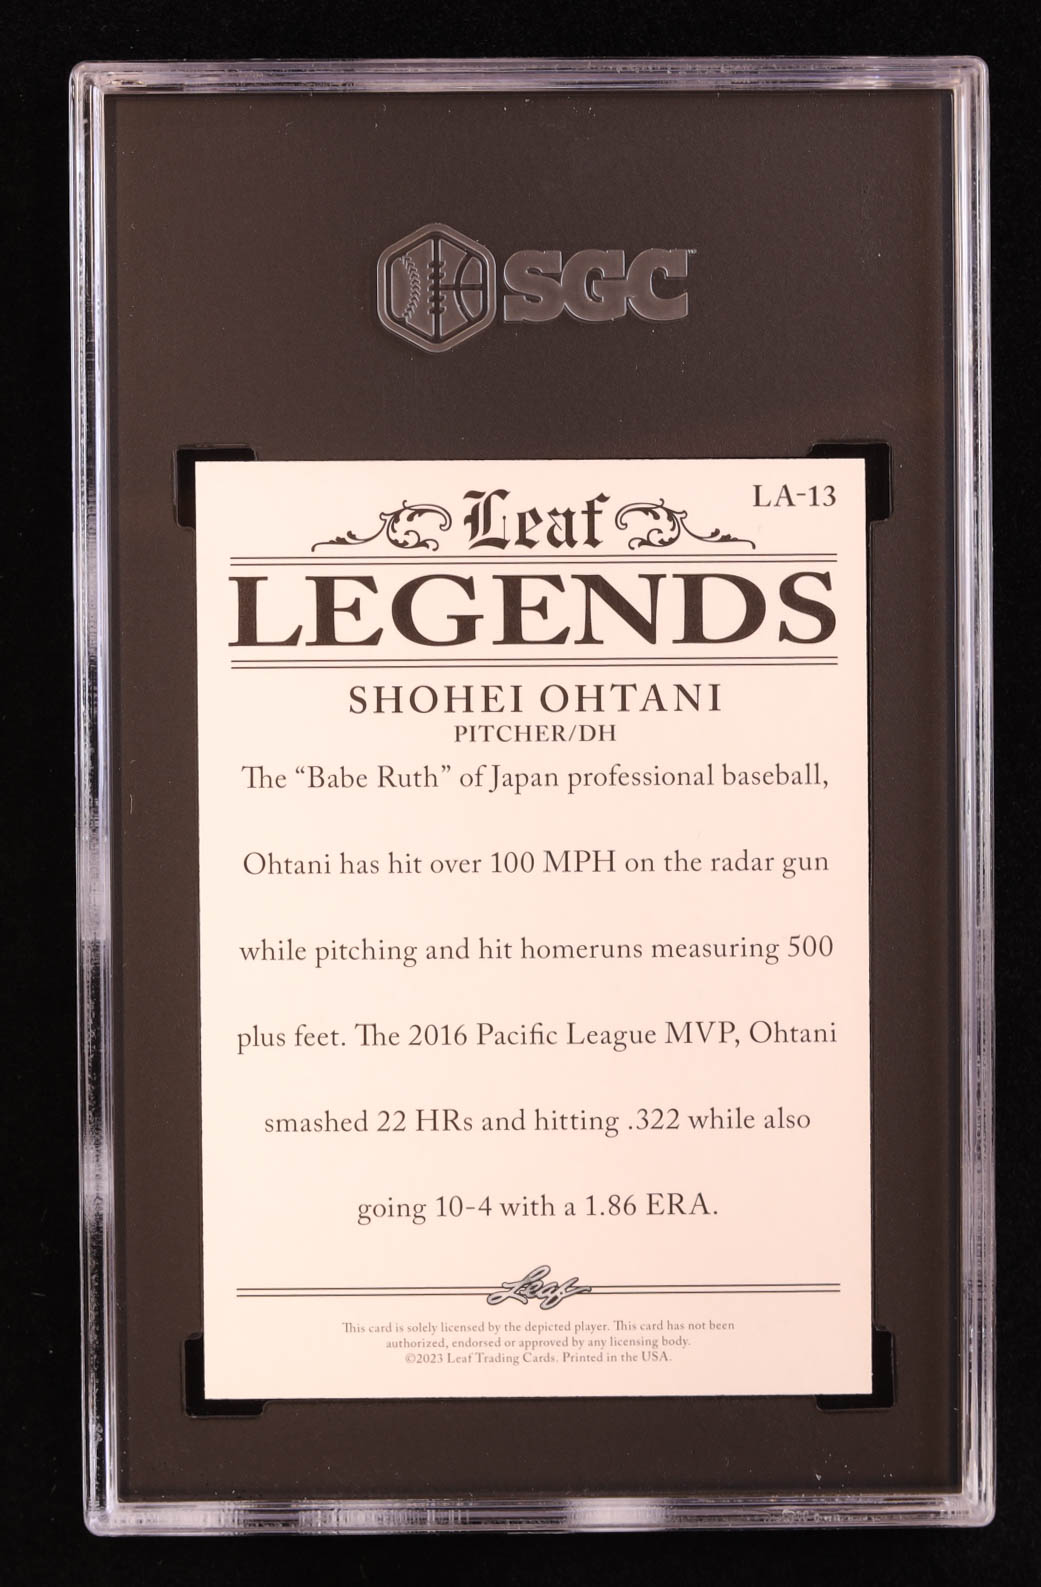 SGC
LA-13
Leaf
LEGENDS
SHOHEI OHTANI
PITCHER/DH
The “Babe Ruth” of Japan professional baseball,
Ohtani has hit over 100 MPH on the radar gun
while pitching and hit homeruns measuring 500
plus feet. The 2016 Pacific League MVP, Ohtani
smashed 22 HRs and hitting .322 while also
going 10-4 with a 1.86 ERA.
Leaf
This card is solely licensed by the depicted player. This card has not been
authorized, endorsed or approved by any licensing body.
©2023 Leaf Trading Cards. Printed in the USA.